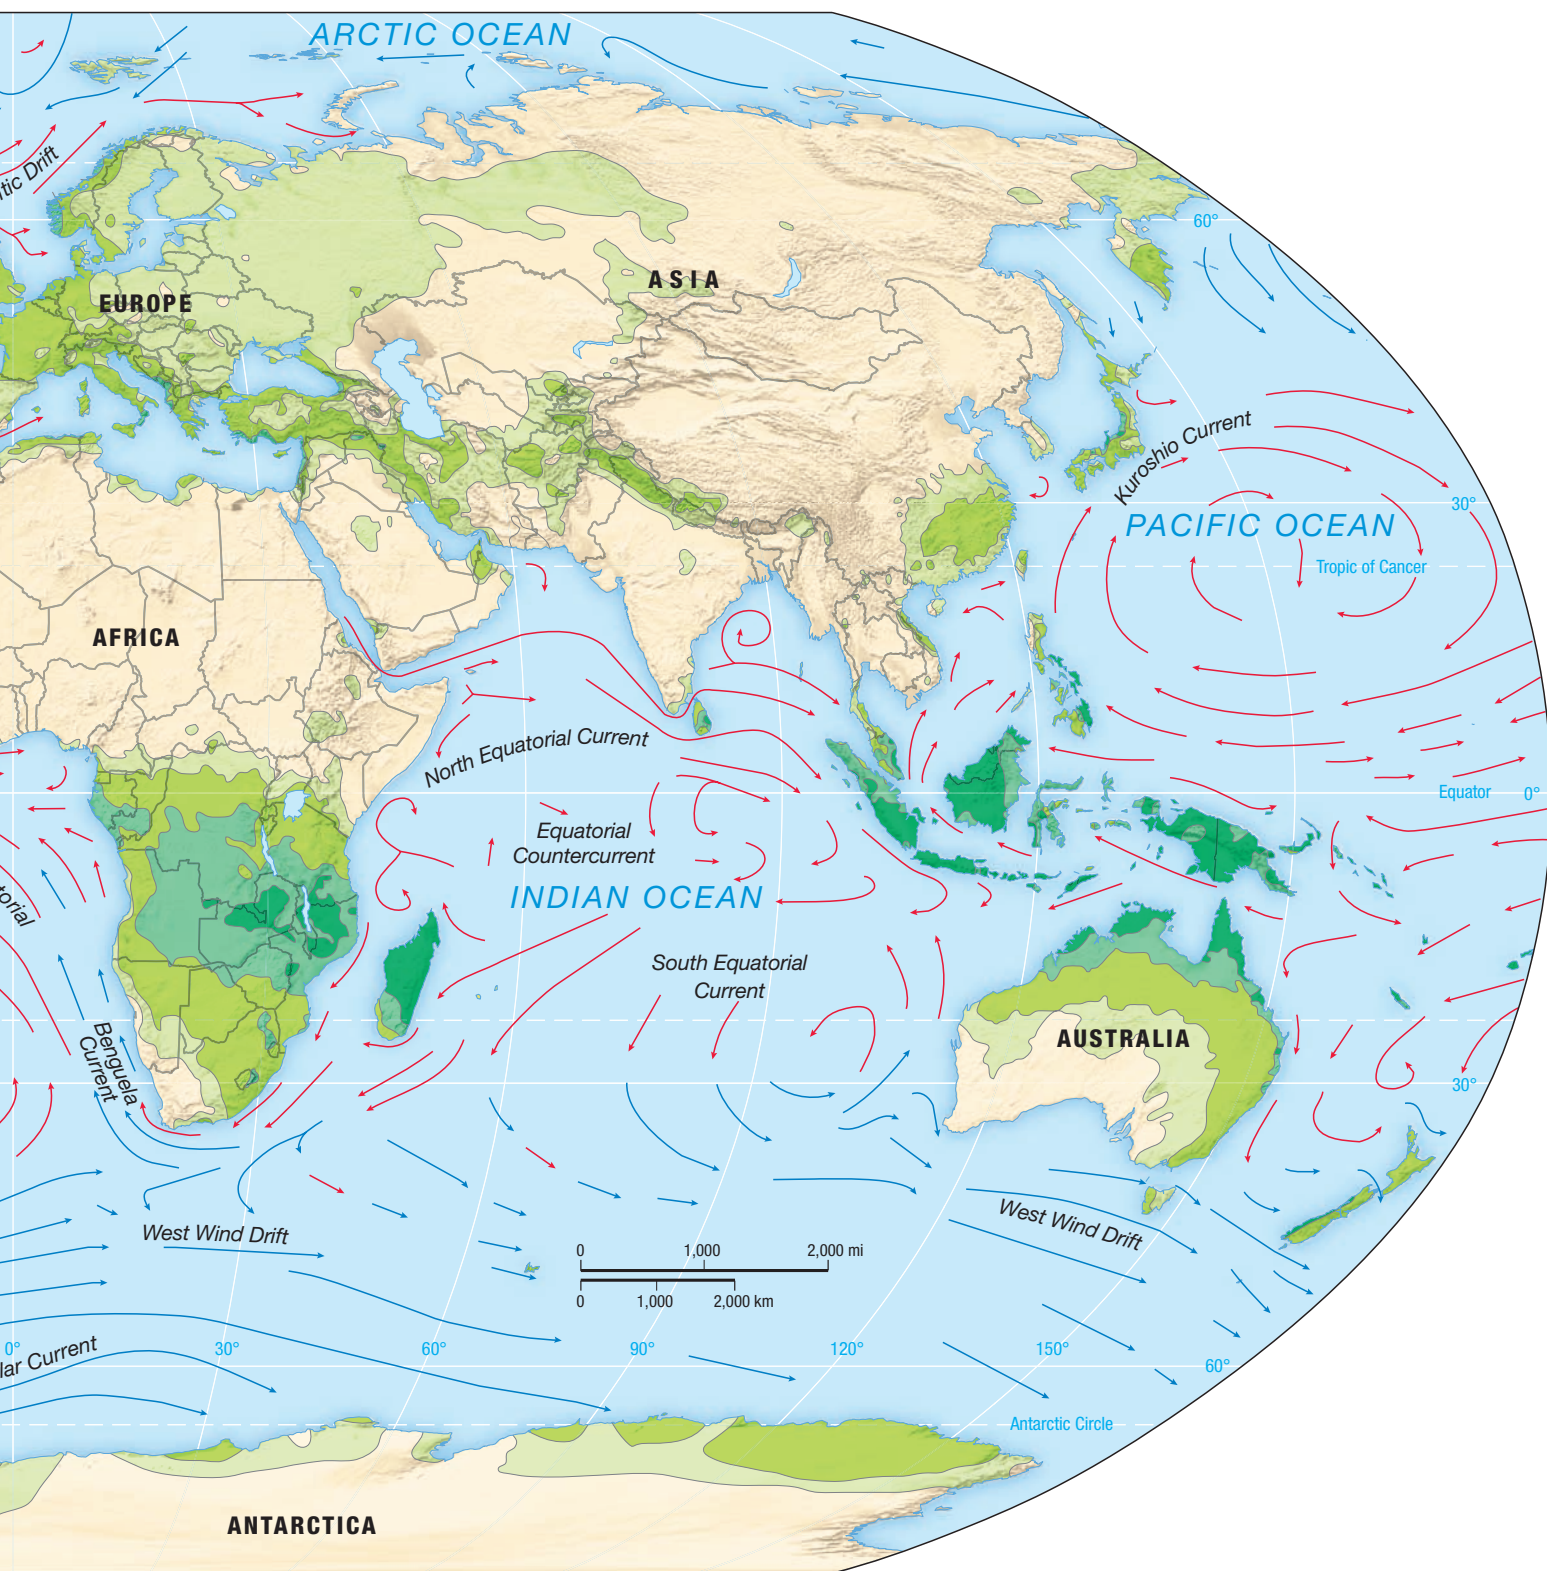 ARCTIC OCEAN
tic Drift
60°
ASIA
EUROPE
Kuroshio Current
30°
PACIFIC OCEAN
Tropic of Cancer
AFRICA
North Equatorial Current
Equator 0°
Equatorial
Countercurrent
INDIAN OCEAN
torial
South Equatorial
Current
AUSTRALIA
Benguela
Current
30°
West Wind Drift
West Wind Drift
0 1,000 2,000 mi
0 1,000 2,000 km
0° 30° 60° 90° 120° 150°
lar Current
60°
Antarctic Circle
ANTARCTICA